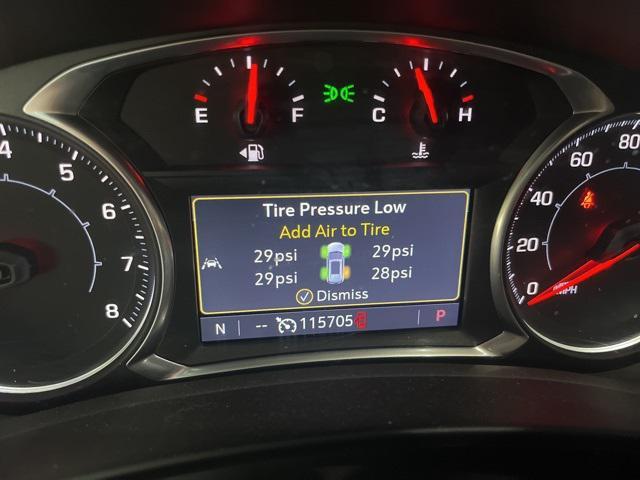 E F C H
4 5 6 7 8
80 60 40 20 0 MPH
Tire Pressure Low
Add Air to Tire
29psi 29psi
29psi 28psi
Dismiss
N -- 115705 P